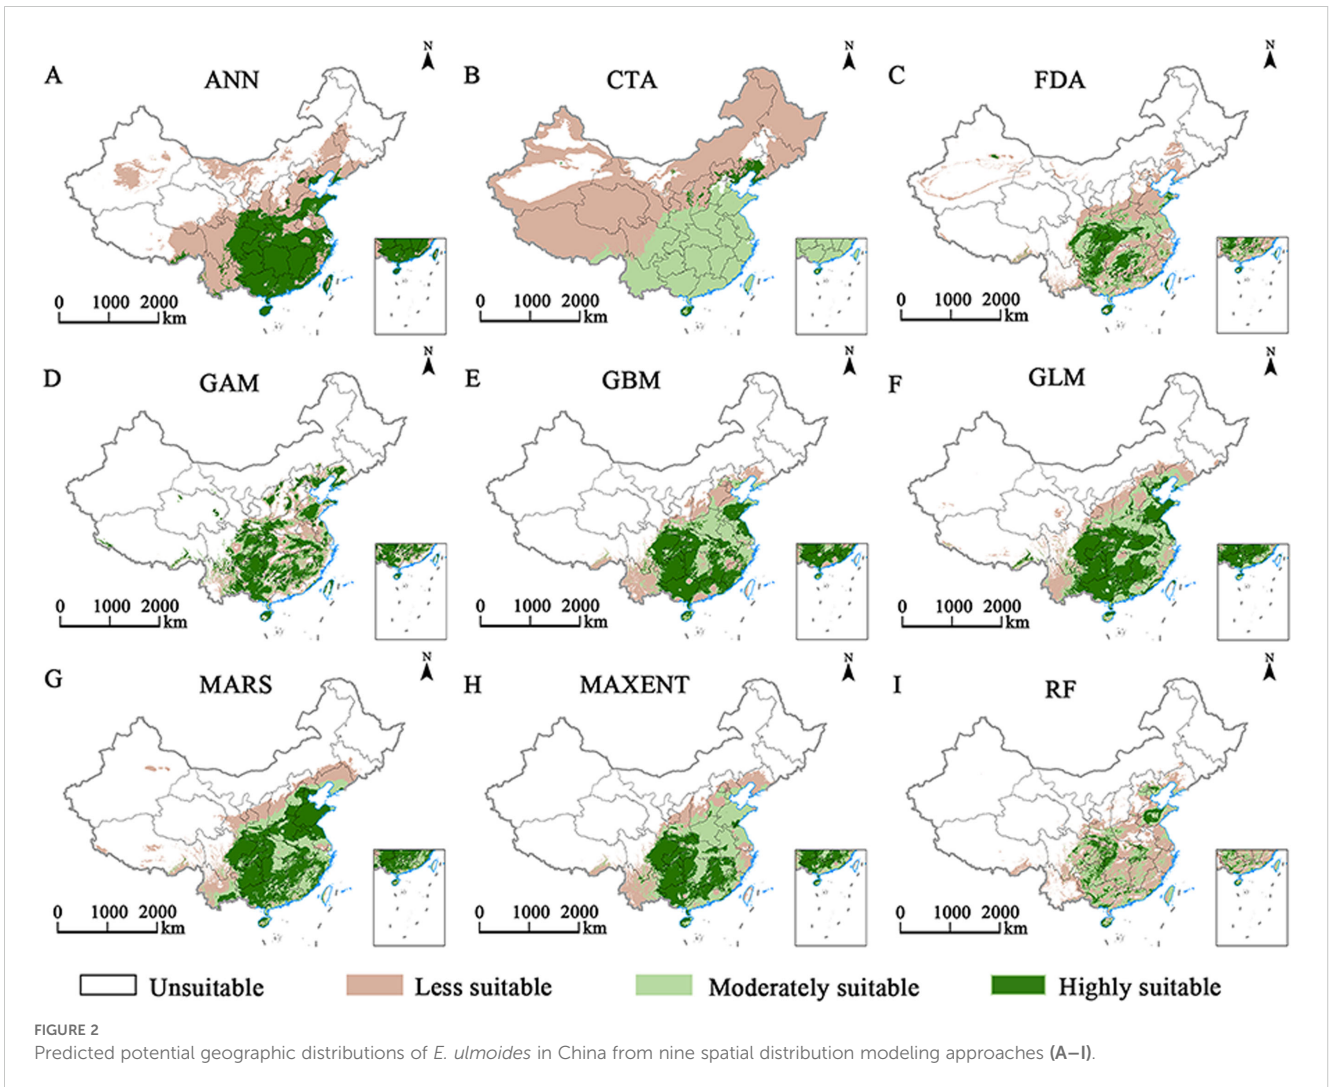 A
ANN
N
0 1000 2000
km
B
CTA
N
0 1000 2000
km
C
FDA
N
0 1000 2000
km
D
GAM
N
0 1000 2000
km
E
GBM
N
0 1000 2000
km
F
GLM
N
0 1000 2000
km
G
MARS
N
0 1000 2000
km
H
MAXENT
N
0 1000 2000
km
I
RF
N
0 1000 2000
km
Unsuitable
Less suitable
Moderately suitable
Highly suitable
FIGURE 2
Predicted potential geographic distributions of E. ulmoides in China from nine spatial distribution modeling approaches (A–I).